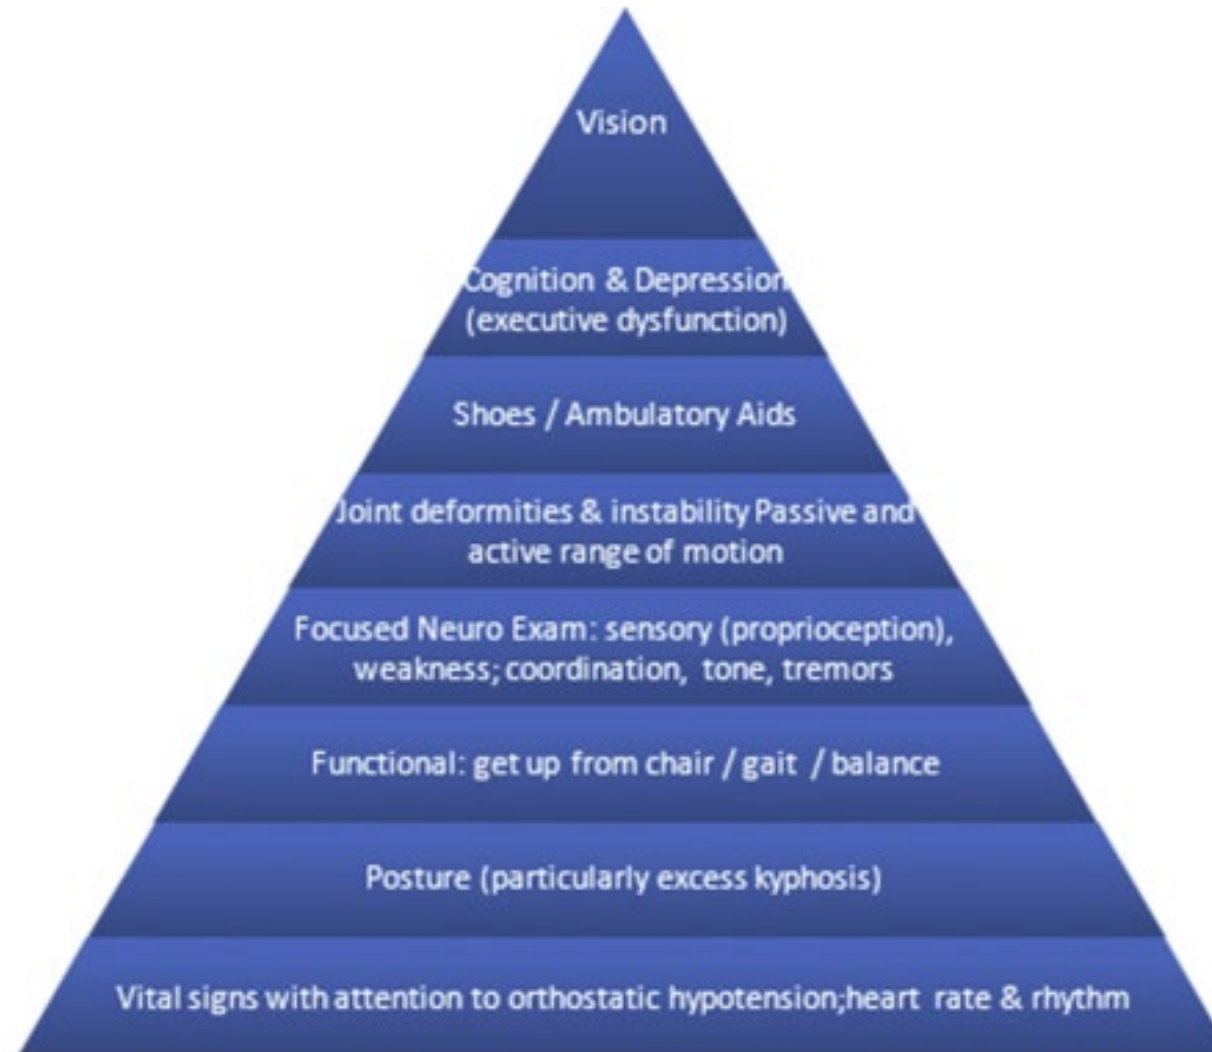 Vision
Cognition & Depression
(executive dysfunction)
Shoes / Ambulatory Aids
Joint deformities & instability Passive and
active range of motion
Focused Neuro Exam: sensory (proprioception),
weakness; coordination, tone, tremors
Functional: get up from chair / gait / balance
Posture (particularly excess kyphosis)
Vital signs with attention to orthostatic hypotension;heart rate & rhythm